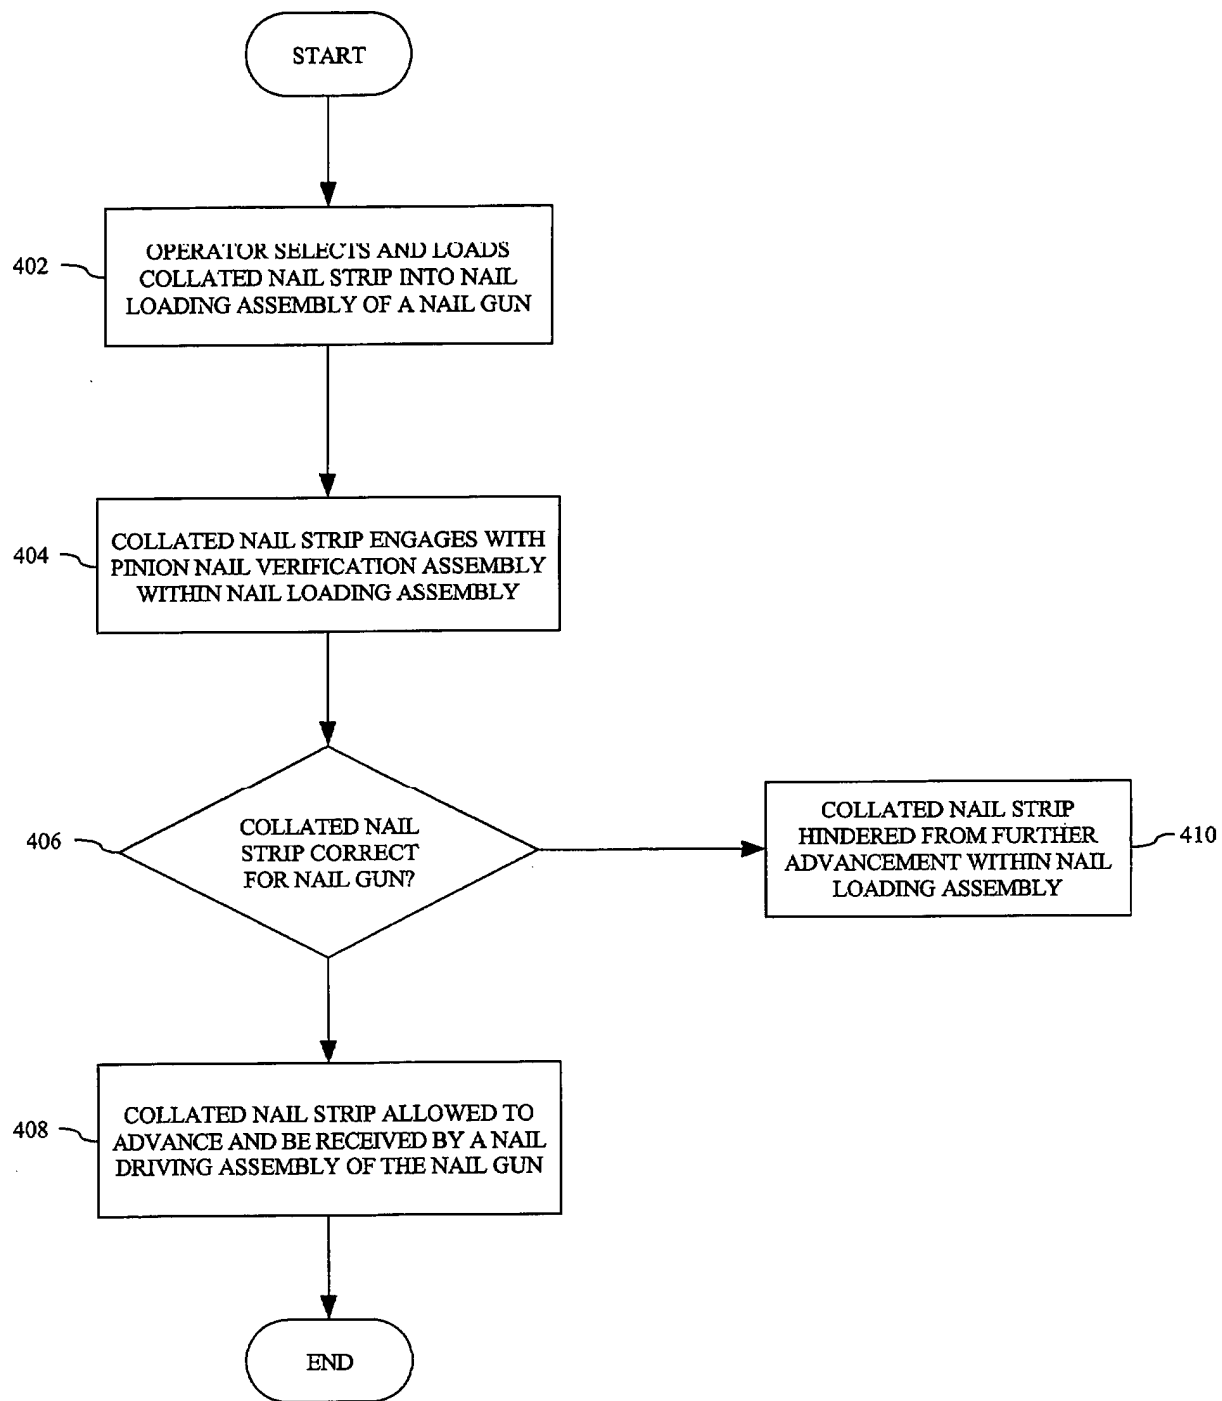 START
402
OPERATOR SELECTS AND LOADS
COLLATED NAIL STRIP INTO NAIL
LOADING ASSEMBLY OF A NAIL GUN
404
COLLATED NAIL STRIP ENGAGES WITH
PINION NAIL VERIFICATION ASSEMBLY
WITHIN NAIL LOADING ASSEMBLY
406
COLLATED NAIL
STRIP CORRECT
FOR NAIL GUN?
COLLATED NAIL STRIP
HINDERED FROM FURTHER
ADVANCEMENT WITHIN NAIL
LOADING ASSEMBLY
410
408
COLLATED NAIL STRIP ALLOWED TO
ADVANCE AND BE RECEIVED BY A NAIL
DRIVING ASSEMBLY OF THE NAIL GUN
END